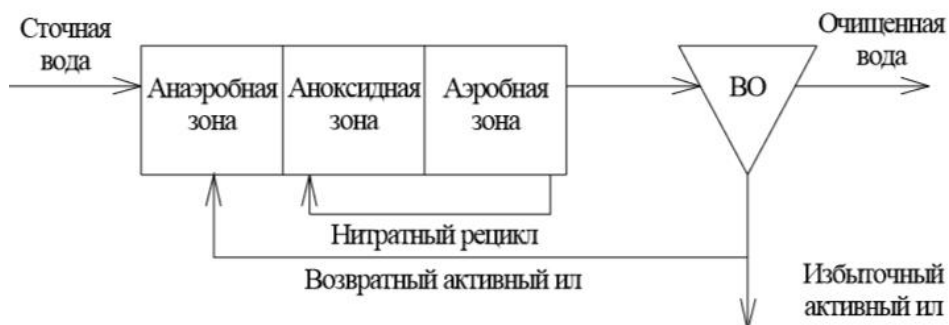 Сточная
вода
Анаэробная
зона
Аноксидная
зона
Аэробная
зона
ВО
Очищенная
вода
Нитратный рецикл
Возвратный активный ил
Избыточный
активный ил